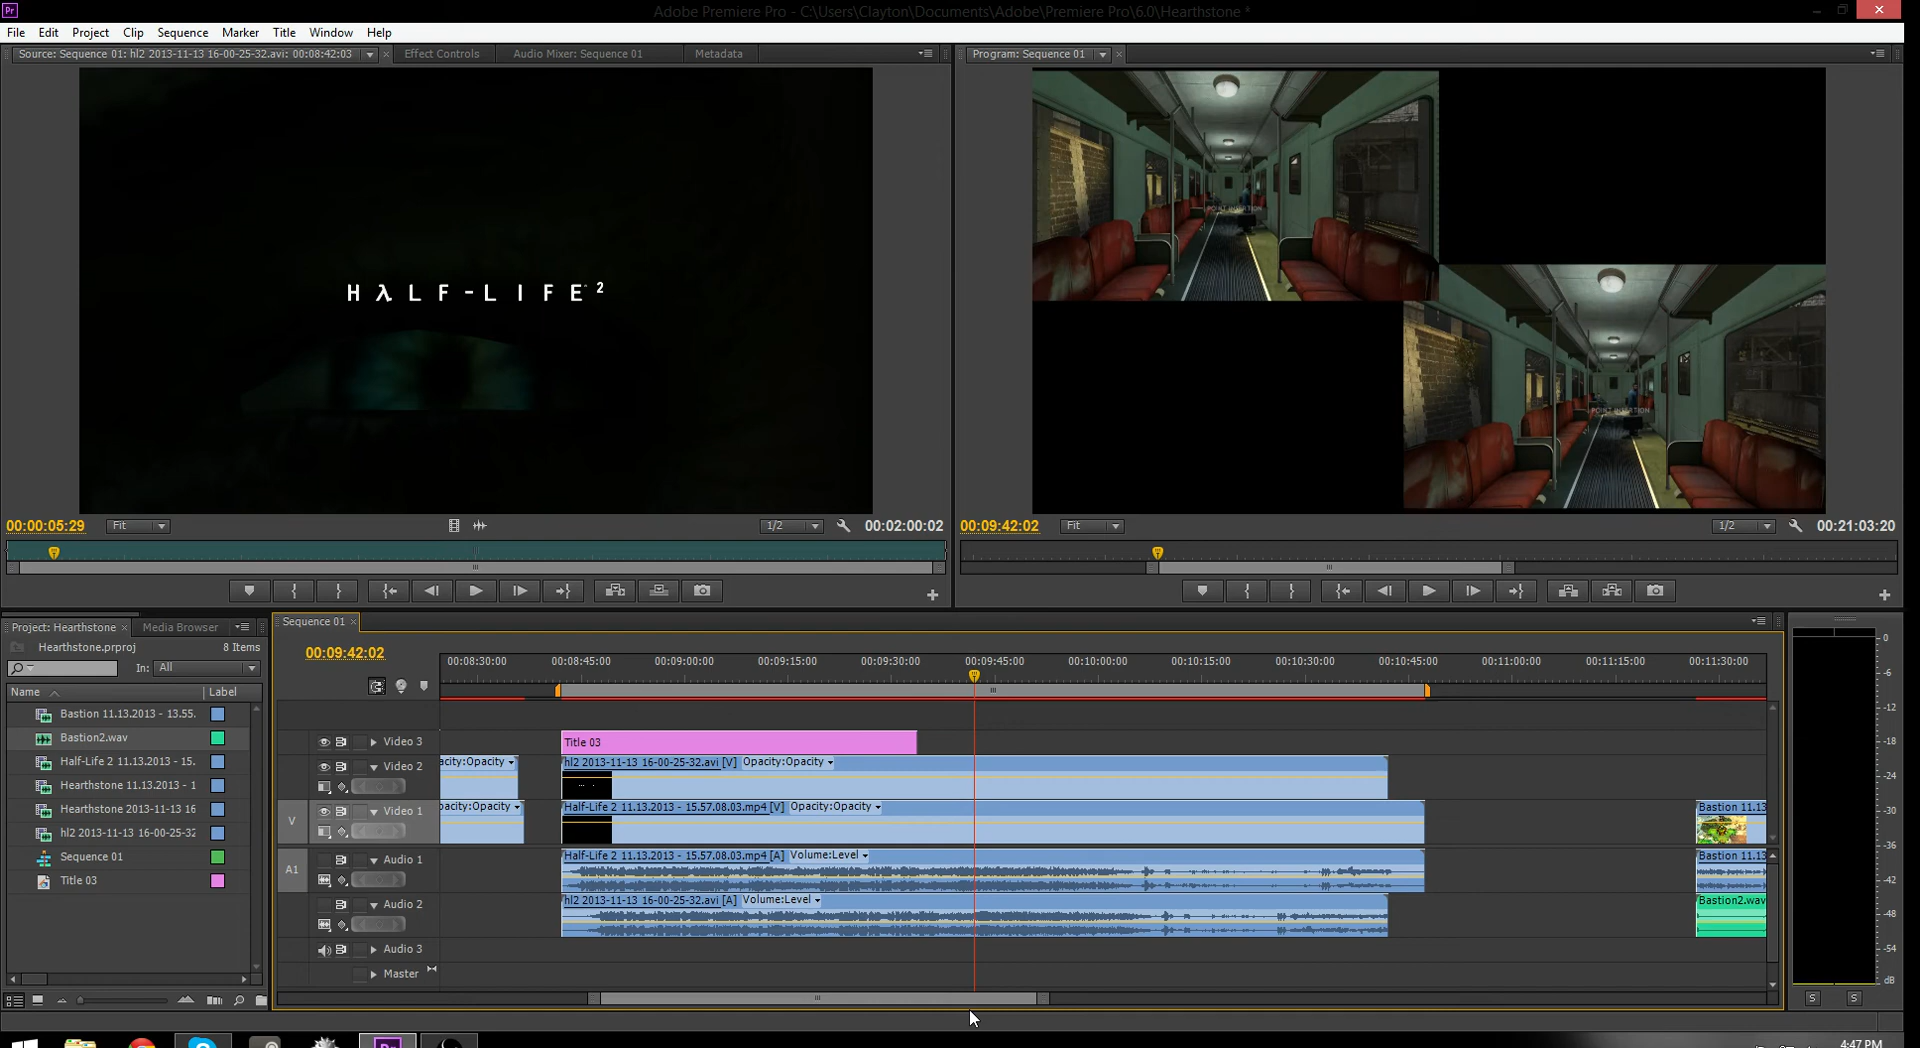 Adobe Premiere Pro - C:\Users\Clayton\Documents\Adobe\Premiere Pro\6.0\Hearthstone *
File Edit Project Clip Sequence Marker Title Window Help
Source: Sequence 01: hl2 2013-11-13 16-00-25-32.avi: 00:08:42:03
Effect Controls
Audio Mixer: Sequence 01
Metadata
Program: Sequence 01
HλLF-LIFE²
POINT INSERTION
POINT INSERTION
00:00:05:29
Fit
1/2
00:02:00:02
00:09:42:02
Fit
1/2
00:21:03:20
Project: Hearthstone
Media Browser
Hearthstone.prproj
8 Items
In: All
Name
Label
Bastion 11.13.2013 - 13.55.
Bastion2.wav
Half-Life 2 11.13.2013 - 15.
Hearthstone 11.13.2013 - 1
Hearthstone 2013-11-13 16
hl2 2013-11-13 16-00-25-32
Sequence 01
Title 03
Sequence 01
00:09:42:02
00:08:30:00 00:08:45:00 00:09:00:00 00:09:15:00 00:09:30:00 00:09:45:00 00:10:00:00 00:10:15:00 00:10:30:00 00:10:45:00 00:11:00:00 00:11:15:00 00:11:30:00
Video 3
Title 03
Video 2
acity:Opacity
hl2 2013-11-13 16-00-25-32.avi [V] Opacity:Opacity
V
Video 1
pacity:Opacity
Half-Life 2 11.13.2013 - 15.57.08.03.mp4 [V] Opacity:Opacity
Bastion 11.13
A1
Audio 1
Half-Life 2 11.13.2013 - 15.57.08.03.mp4 [A] Volume:Level
Bastion 11.13
Audio 2
hl2 2013-11-13 16-00-25-32.avi [A] Volume:Level
Bastion2.wav
Audio 3
Master
0
-6
-12
-18
-24
-30
-36
-42
-48
-54
dB
S S
4:47 PM